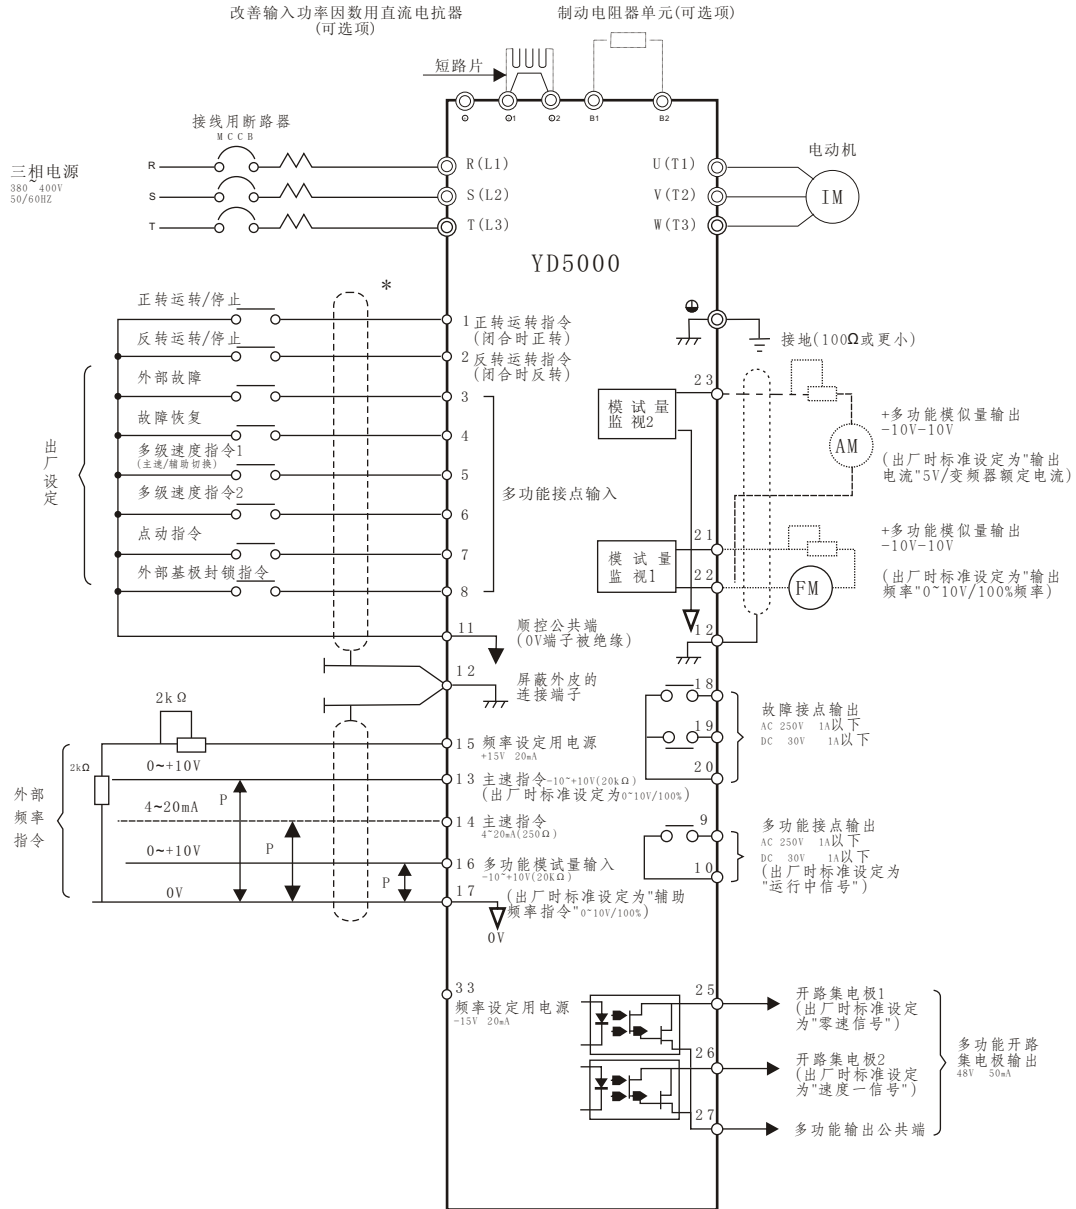 改善输入功率因数用直流电抗器
(可选项)
制动电阻器单元(可选项)
短路片
⊙
⊙1
⊙2
B1
B2
接线用断路器
MCCB
三相电源
380~400V
50/60HZ
R
S
T
R(L1)
S(L2)
T(L3)
U(T1)
V(T2)
W(T3)
电动机
IM
YD5000
*
正转运转/停止
反转运转/停止
外部故障
故障恢复
多级速度指令1
(主速/辅助切换)
多级速度指令2
点动指令
外部基极封锁指令
出厂设定
1 正转运转指令
(闭合时正转)
2 反转运转指令
(闭合时反转)
3
4
5
6
7
8
多功能接点输入
11
顺控公共端
(0V端子被绝缘)
12
屏蔽外皮的
连接端子
接地(100Ω或更小)
23
模试量
监视2
AM
+多功能模似量输出
-10V-10V
(出厂时标准设定为"输出
电流"5V/变频器额定电流)
21
22
模试量
监视1
FM
+多功能模似量输出
-10V-10V
(出厂时标准设定为"输出
频率"0~10V/100%频率)
12
18
19
20
故障接点输出
AC 250V 1A以下
DC 30V 1A以下
9
10
多功能接点输出
AC 250V 1A以下
DC 30V 1A以下
(出厂时标准设定为
"运行中信号")
外部
频率
指令
2kΩ
2kΩ
0~+10V
4~20mA
0~+10V
0V
P
P
P
15 频率设定用电源
+15V 20mA
13 主速指令-10~+10V(20kΩ)
(出厂时标准设定为0~10V/100%)
14 主速指令
4~20mA(250Ω)
16 多功能模试量输入
-10~+10V(20KΩ)
17
(出厂时标准设定为"辅助
频率指令"0~10V/100%)
0V
33
频率设定用电源
-15V 20mA
25
26
27
开路集电极1
(出厂时标准设定
为"零速信号")
开路集电极2
(出厂时标准设定
为"速度一信号")
多功能输出公共端
多功能开路
集电极输出
48V 50mA